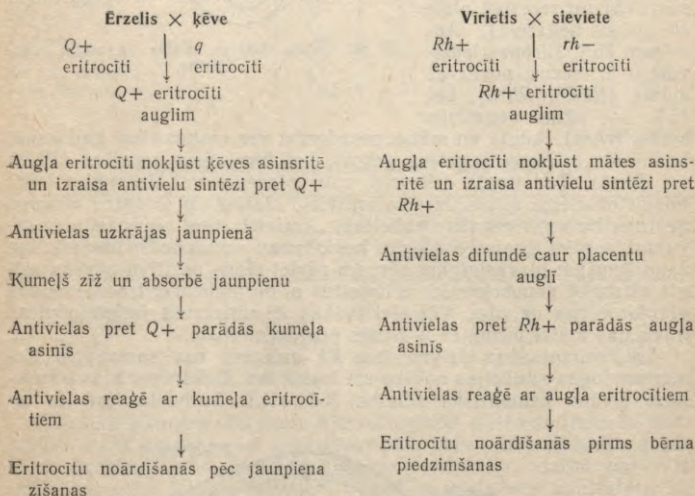 Ērzelis × ķēve
Q+ q
eritrocīti eritrocīti
Q+ eritrocīti
auglim
Augļa eritrocīti nokļūst ķēves asinsritē
un izraisa antivielu sintēzi pret Q+
Antivielas uzkrājas jaunpienā
Kumeļš zīž un absorbē jaunpienu
Antivielas pret Q+ parādās kumeļa
asinīs
Antivielas reaģē ar kumeļa eritrocī-
tiem
Eritrocītu noārdīšanās pēc jaunpiena
zīšanas
Vīrietis × sieviete
Rh+ rh−
eritrocīti eritrocīti
Rh+ eritrocīti
auglim
Augļa eritrocīti nokļūst mātes asins-
ritē un izraisa antivielu sintēzi pret
Rh+
Antivielas difundē caur placentu
auglī
Antivielas pret Rh+ parādās augļa
asinīs
Antivielas reaģē ar augļa eritrocītiem
Eritrocītu noārdīšanās pirms bērna
piedzimšanas